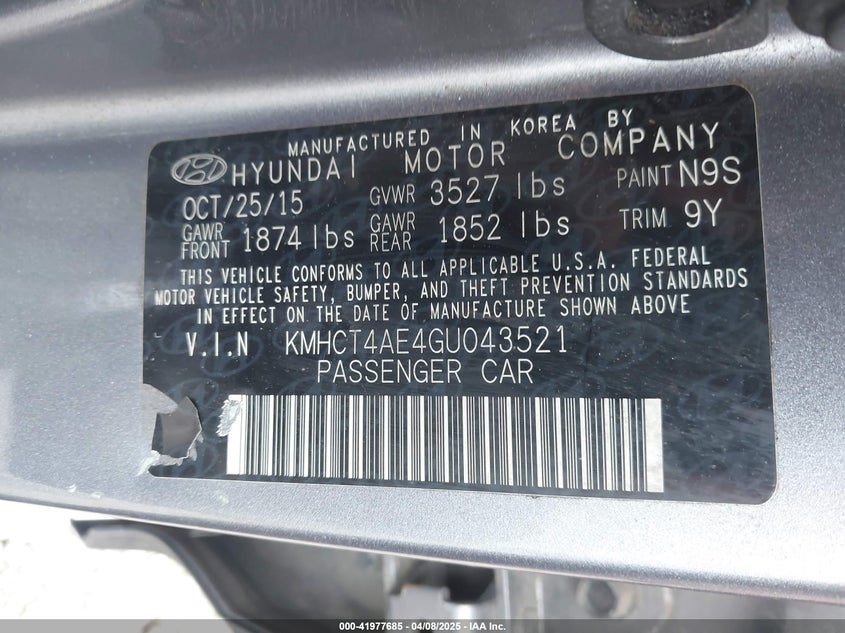 MANUFACTURED IN KOREA BY
HYUNDAI MOTOR COMPANY
OCT/25/15 GVWR 3527 lbs PAINT N9S
GAWR FRONT 1874 lbs GAWR REAR 1852 lbs TRIM 9Y
THIS VEHICLE CONFORMS TO ALL APPLICABLE U.S.A. FEDERAL
MOTOR VEHICLE SAFETY, BUMPER, AND THEFT PREVENTION STANDARDS
IN EFFECT ON THE DATE OF MANUFACTURE SHOWN ABOVE
V.I.N KMHCT4AE4GU043521
PASSENGER CAR
000-41977685 - 04/08/2025 - IAA Inc.